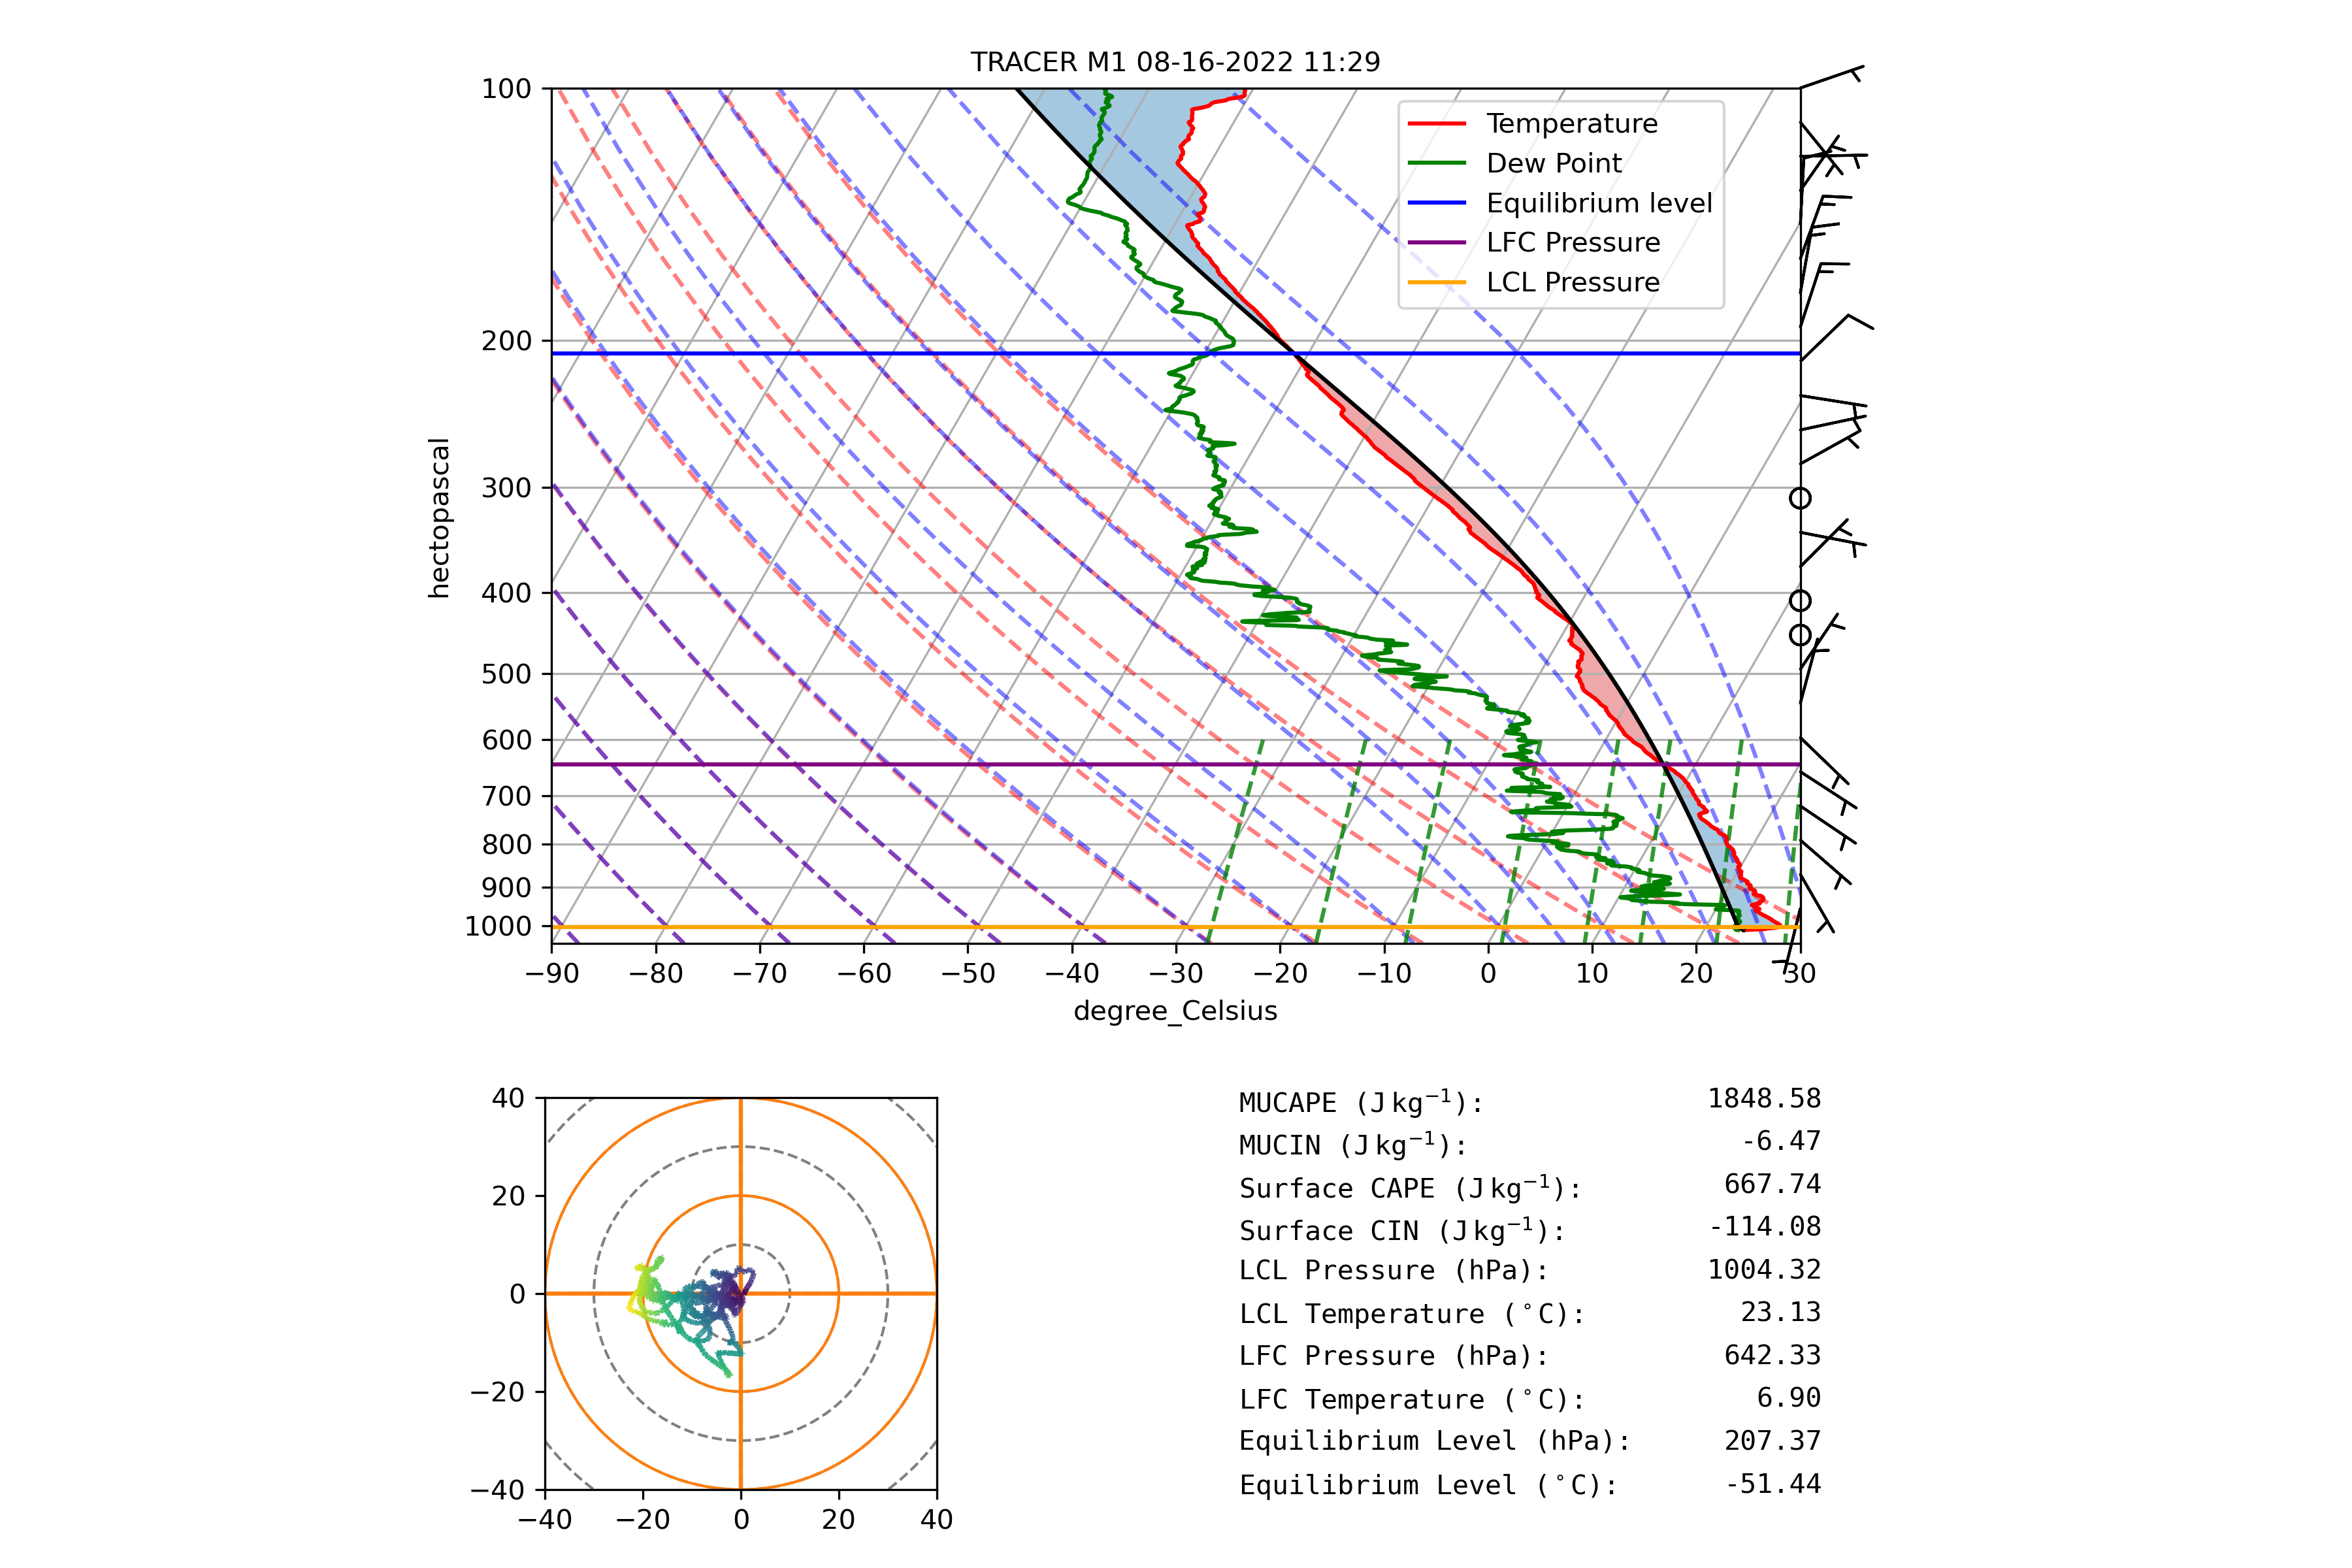 TRACER M1 08-16-2022 11:29
100
200
300
400
500
600
700
800
900
1000
hectopascal
Temperature
Dew Point
Equilibrium level
LFC Pressure
LCL Pressure
−90 −80 −70 −60 −50 −40 −30 −20 −10 0 10 20 30
degree_Celsius
40
20
0
−20
−40
−40 −20 0 20 40
MUCAPE (J kg⁻¹): 1848.58
MUCIN (J kg⁻¹): -6.47
Surface CAPE (J kg⁻¹): 667.74
Surface CIN (J kg⁻¹): -114.08
LCL Pressure (hPa): 1004.32
LCL Temperature (°C): 23.13
LFC Pressure (hPa): 642.33
LFC Temperature (°C): 6.90
Equilibrium Level (hPa): 207.37
Equilibrium Level (°C): -51.44